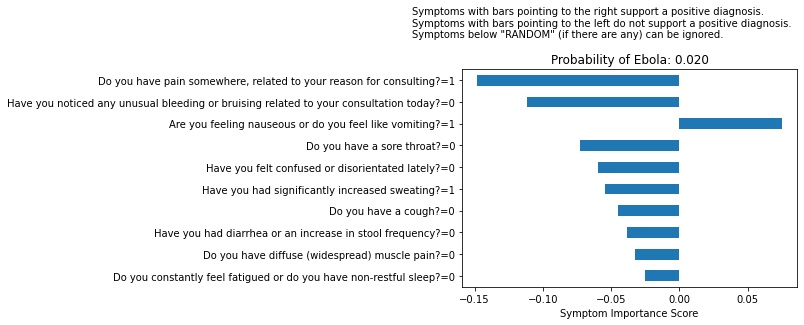 Symptoms with bars pointing to the right support a positive diagnosis.
Symptoms with bars pointing to the left do not support a positive diagnosis.
Symptoms below "RANDOM" (if there are any) can be ignored.
Probability of Ebola: 0.020
Do you have pain somewhere, related to your reason for consulting?=1
Have you noticed any unusual bleeding or bruising related to your consultation today?=0
Are you feeling nauseous or do you feel like vomiting?=1
Do you have a sore throat?=0
Have you felt confused or disorientated lately?=0
Have you had significantly increased sweating?=1
Do you have a cough?=0
Have you had diarrhea or an increase in stool frequency?=0
Do you have diffuse (widespread) muscle pain?=0
Do you constantly feel fatigued or do you have non-restful sleep?=0
−0.15 −0.10 −0.05 0.00 0.05
Symptom Importance Score